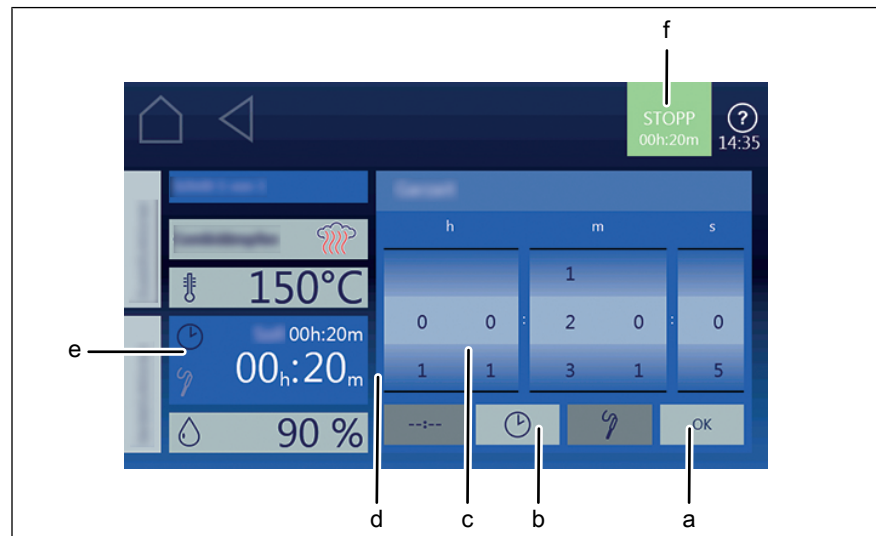 f
STOPP
00h:20m
?
14:35
h m s
150°C
1
00h:20m
0 0 : 2 0 : 0
e
00h:20m
1 1 3 1 5
90 %
--:-- OK
d c b a